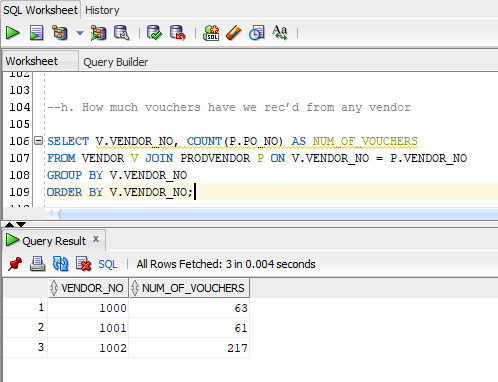 SQL Worksheet History
Worksheet Query Builder
102
103
104 --h. How much vouchers have we rec'd from any vendor
105
106 SELECT V.VENDOR_NO, COUNT(P.PO_NO) AS NUM_OF_VOUCHERS
107 FROM VENDOR V JOIN PRODVENDOR P ON V.VENDOR_NO = P.VENDOR_NO
108 GROUP BY V.VENDOR_NO
109 ORDER BY V.VENDOR_NO;
Query Result x
SQL | All Rows Fetched: 3 in 0.004 seconds
VENDOR_NO NUM_OF_VOUCHERS
1 1000 63
2 1001 61
3 1002 217